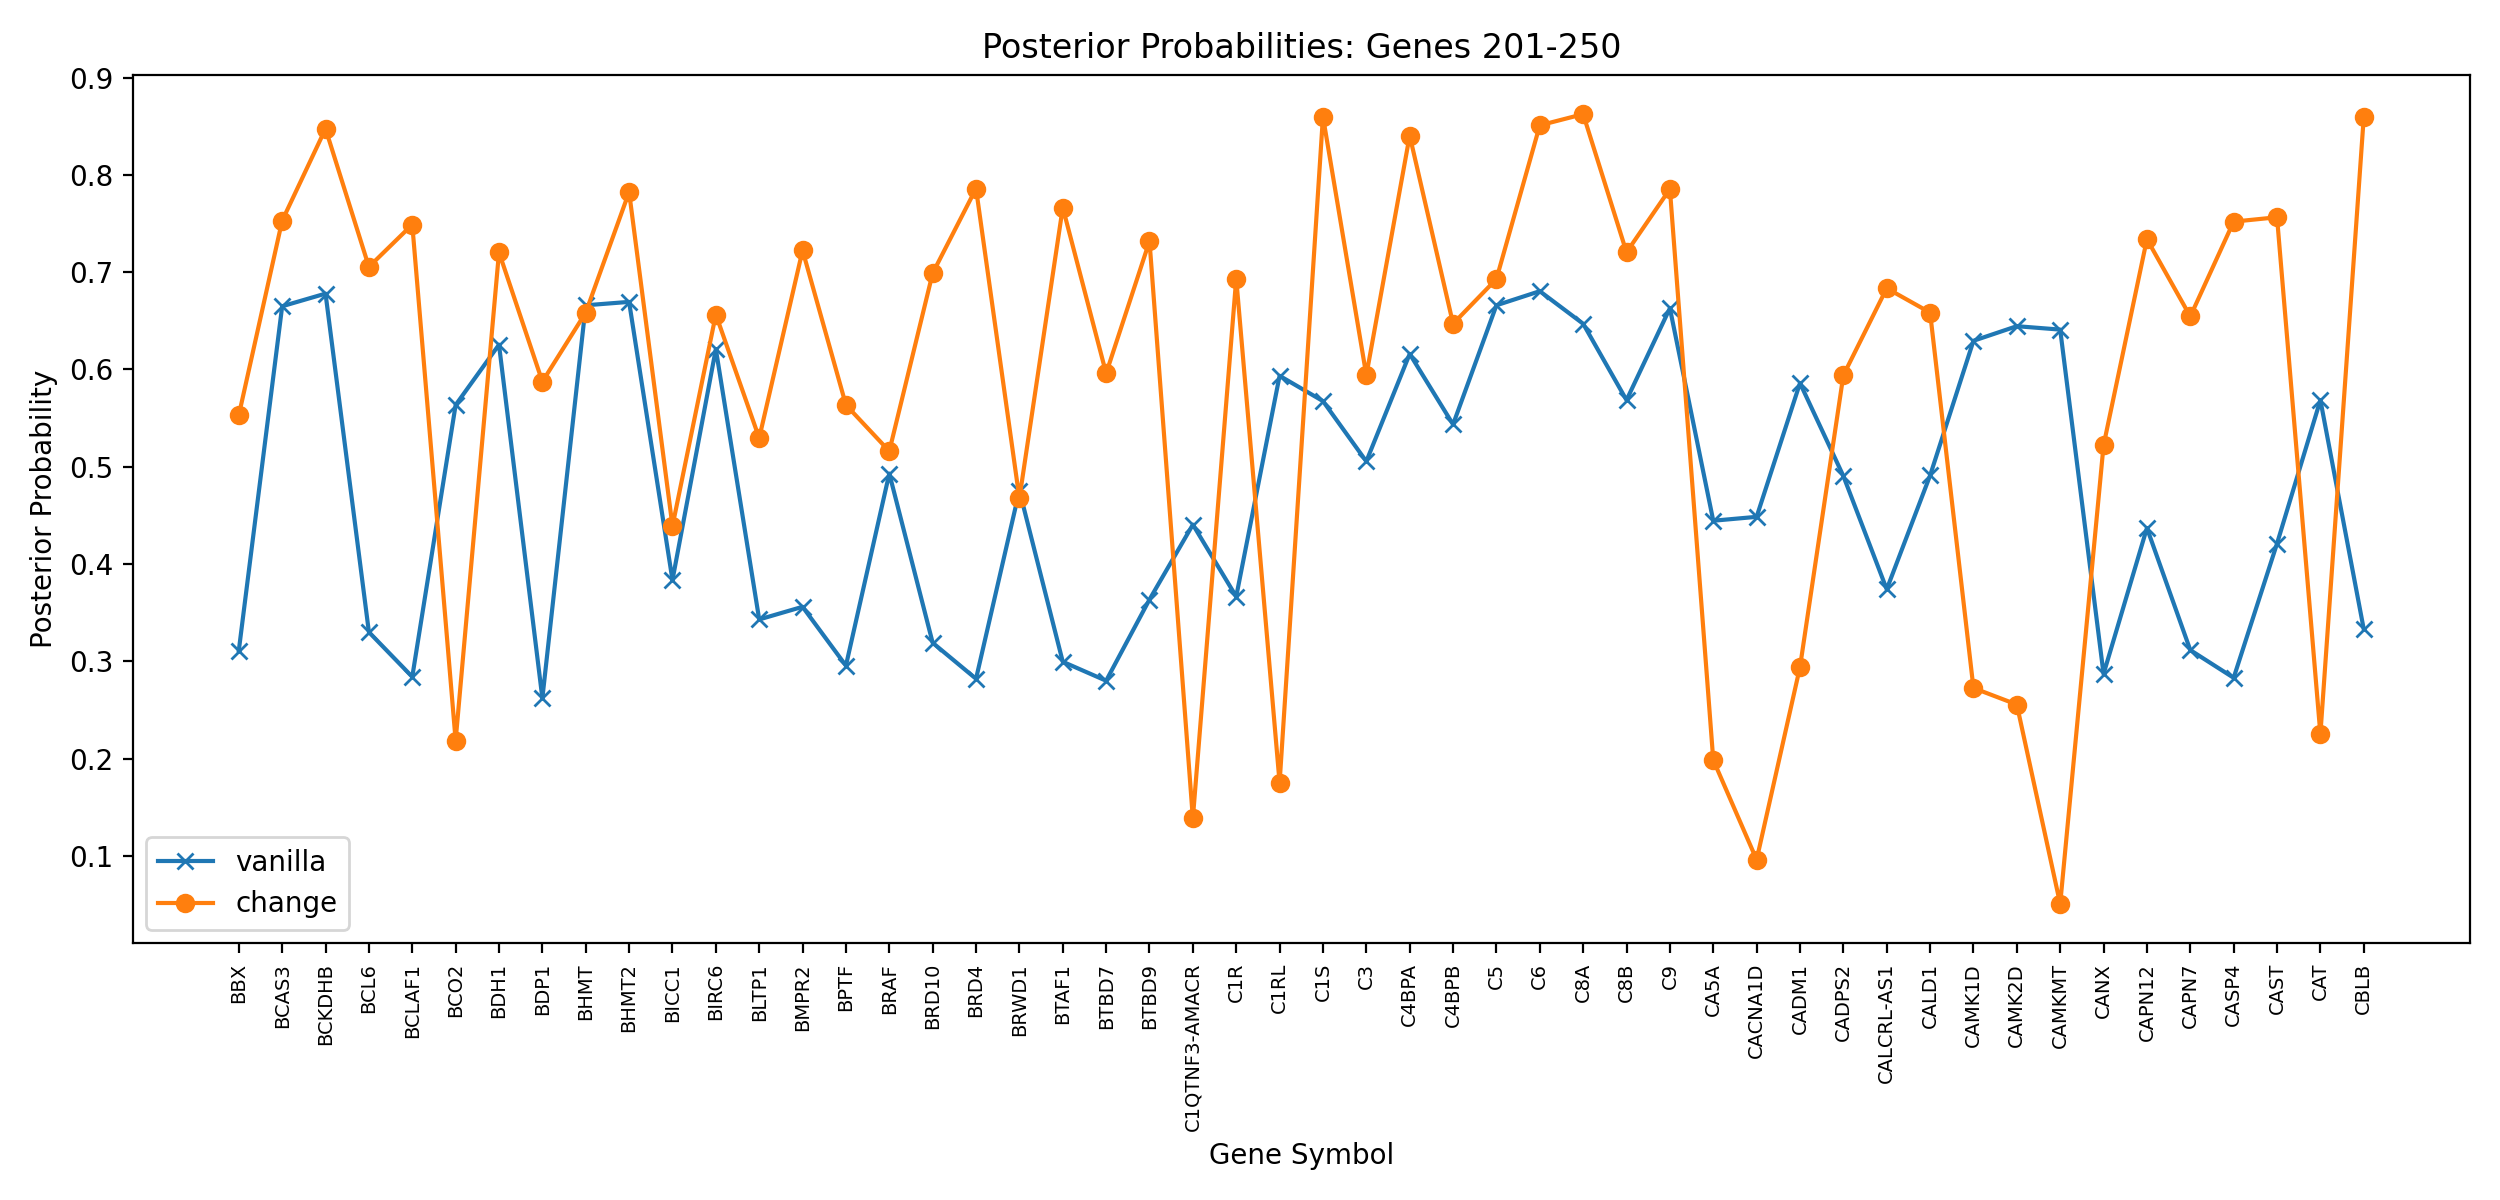 Posterior Probabilities: Genes 201-250
Posterior Probability
0.9
0.8
0.7
0.6
0.5
0.4
0.3
0.2
0.1
vanilla
change
BBX
BCAS3
BCKDHB
BCL6
BCLAF1
BCO2
BDH1
BDP1
BHMT
BHMT2
BICC1
BIRC6
BLTP1
BMPR2
BPTF
BRAF
BRD10
BRD4
BRWD1
BTAF1
BTBD7
BTBD9
C1QTNF3-AMACR
C1R
C1RL
C1S
C3
C4BPA
C4BPB
C5
C6
C8A
C8B
C9
CA5A
CACNA1D
CADM1
CADPS2
CALCRL-AS1
CALD1
CAMK1D
CAMK2D
CAMKMT
CANX
CAPN12
CAPN7
CASP4
CAST
CAT
CBLB
Gene Symbol